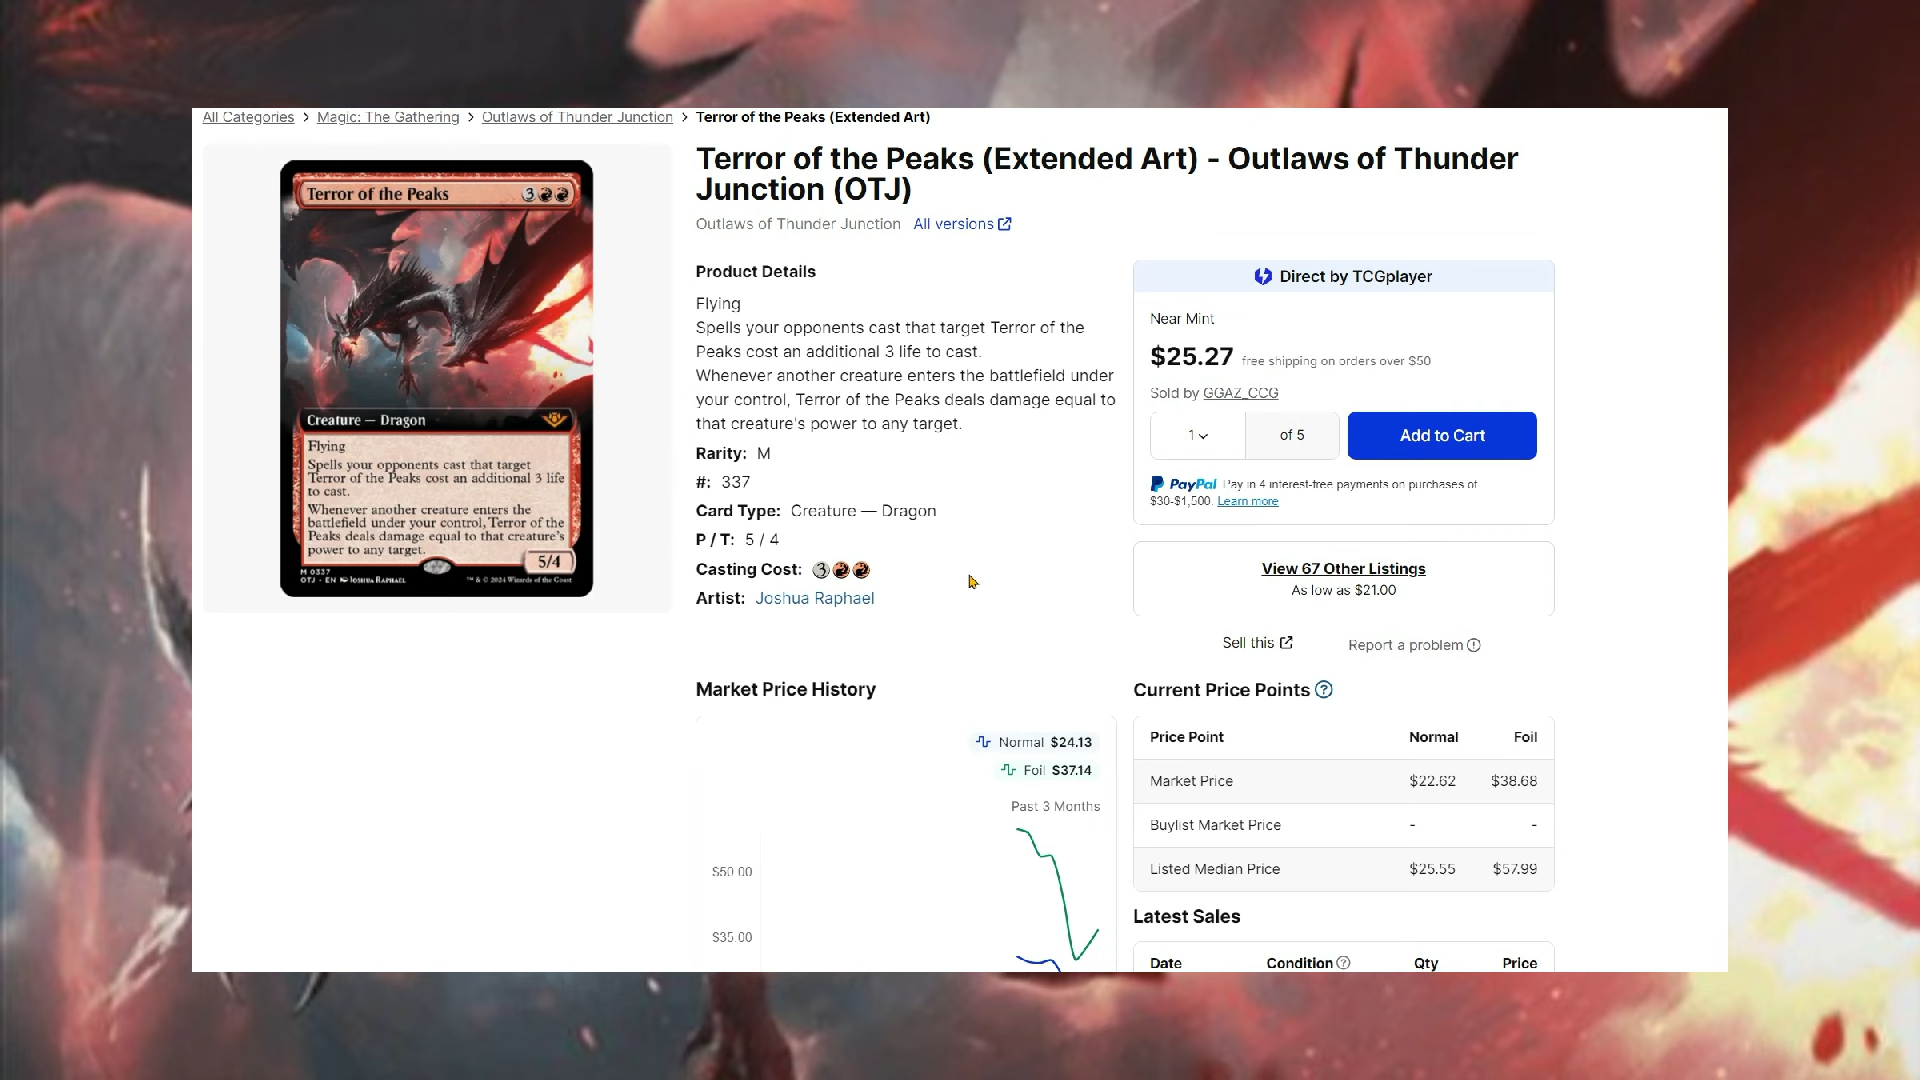 All Categories > Magic: The Gathering > Outlaws of Thunder Junction > Terror of the Peaks (Extended Art)
Terror of the Peaks 3
Creature — Dragon
Flying
Spells your opponents cast that target
Terror of the Peaks cost an additional 3 life
to cast.
Whenever another creature enters the
battlefield under your control, Terror of the
Peaks deals damage equal to that creature's
power to any target.
5/4
M 0337
OTJ • EN JOSHUA RAPHAEL
™ & © 2024 Wizards of the Coast
Terror of the Peaks (Extended Art) - Outlaws of Thunder
Junction (OTJ)
Outlaws of Thunder Junction All versions
Product Details
Flying
Spells your opponents cast that target Terror of the
Peaks cost an additional 3 life to cast.
Whenever another creature enters the battlefield under
your control, Terror of the Peaks deals damage equal to
that creature's power to any target.
Rarity: M
#: 337
Card Type: Creature — Dragon
P / T: 5 / 4
Casting Cost: 3
Artist: Joshua Raphael
Direct by TCGplayer
Near Mint
$25.27 free shipping on orders over $50
Sold by GGAZ_CCG
1 of 5 Add to Cart
PayPal Pay in 4 interest-free payments on purchases of
$30-$1,500. Learn more
View 67 Other Listings
As low as $21.00
Sell this Report a problem
Market Price History
Normal $24.13
Foil $37.14
Past 3 Months
$50.00
$35.00
Current Price Points ?
Price Point Normal Foil
Market Price $22.62 $38.68
Buylist Market Price - -
Listed Median Price $25.55 $57.99
Latest Sales
Date Condition ? Qty Price